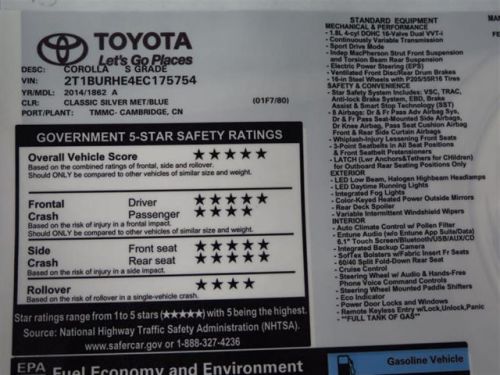 TOYOTA
Let's Go Places
DESC: COROLLA S GRADE
VIN: 2T1BURHE4EC175754
YR/MDL: 2014/1862 A
CLR: CLASSIC SILVER MET/BLUE (01F7/80)
PORT/PLANT: TMMC- CAMBRIDGE, CN
GOVERNMENT 5-STAR SAFETY RATINGS
Overall Vehicle Score ★★★★★
Based on the combined ratings of frontal, side and rollover.
Should ONLY be compared to other vehicles of similar size and weight.
Frontal Driver ★★★★★
Crash Passenger ★★★★
Based on the risk of injury in a frontal impact.
Should ONLY be compared to other vehicles of similar size and weight.
Side Front seat ★★★★★
Crash Rear seat ★★★★★
Based on the risk of injury in a side impact.
Rollover ★★★★
Based on the risk of rollover in a single-vehicle crash.
Star ratings range from 1 to 5 stars (★★★★★) with 5 being the highest.
Source: National Highway Traffic Safety Administration (NHTSA).
www.safercar.gov or 1-888-327-4236
EPA
Fuel Economy and Environment
Gasoline Vehicle
STANDARD EQUIPMENT
MECHANICAL & PERFORMANCE
- 1.8L 4-cyl DOHC 16-Valve Dual VVT-i
- Continuously Variable Transmission
- Sport Drive Mode
- Indep MacPherson Strut Front Suspension
and Torsion Beam Rear Suspension
- Electric Power Steering (EPS)
- Ventilated Front Disc/Rear Drum Brakes
- 16-in Steel Wheels with P205/55R16 Tires
SAFETY & CONVENIENCE
- Star Safety System Includes: VSC, TRAC,
Anti-lock Brake System, EBD, Brake
Assist & Smart Stop Technology (SST)
- 8 Airbags: Dr & Fr Pass Adv Airbag Sys,
Dr & Fr Pass Seat-Mounted Side Airbags,
Dr Knee Airbag, Pass Seat Cushion Airbag
& Front & Rear Side Curtain Airbags
- Whiplash-Injury Lessening Front Seats
- 3-Point Seatbelts in All Seat Positions
& Front Seatbelt Pretensioners
- LATCH (Lwr Anchors&Tethers for CHildren)
for Outboard Rear Seating Positions Only
EXTERIOR
- LED Low Beam, Halogen Highbeam Headlamps
- LED Daytime Running Lights
- Integrated Fog Lights
- Color-Keyed Heated Power Outside Mirrors
- Rear Deck Spoiler
- Variable Intermittent Windshield Wipers
INTERIOR
- Auto Climate Control w/ Pollen Filter
- Entune Audio (w/o Entune App Suite/Data)
6.1" Touch Screen/Bluetooth/USB/AUX/CD
- Integrated Backup Camera
- SofTex Bolsters w/Fabric Insert Fr Seats
- 60/40 Split Fold-Down Rear Seat
- Cruise Control
- Steering Wheel w/ Audio & Hands-Free
Phone Voice Command Controls
- Steering Wheel Mounted Paddle Shifters
- Eco Indicator
- Power Door Locks and Windows
- Remote Keyless Entry w/Lock,Unlock,Panic
- **FULL TANK OF GAS**